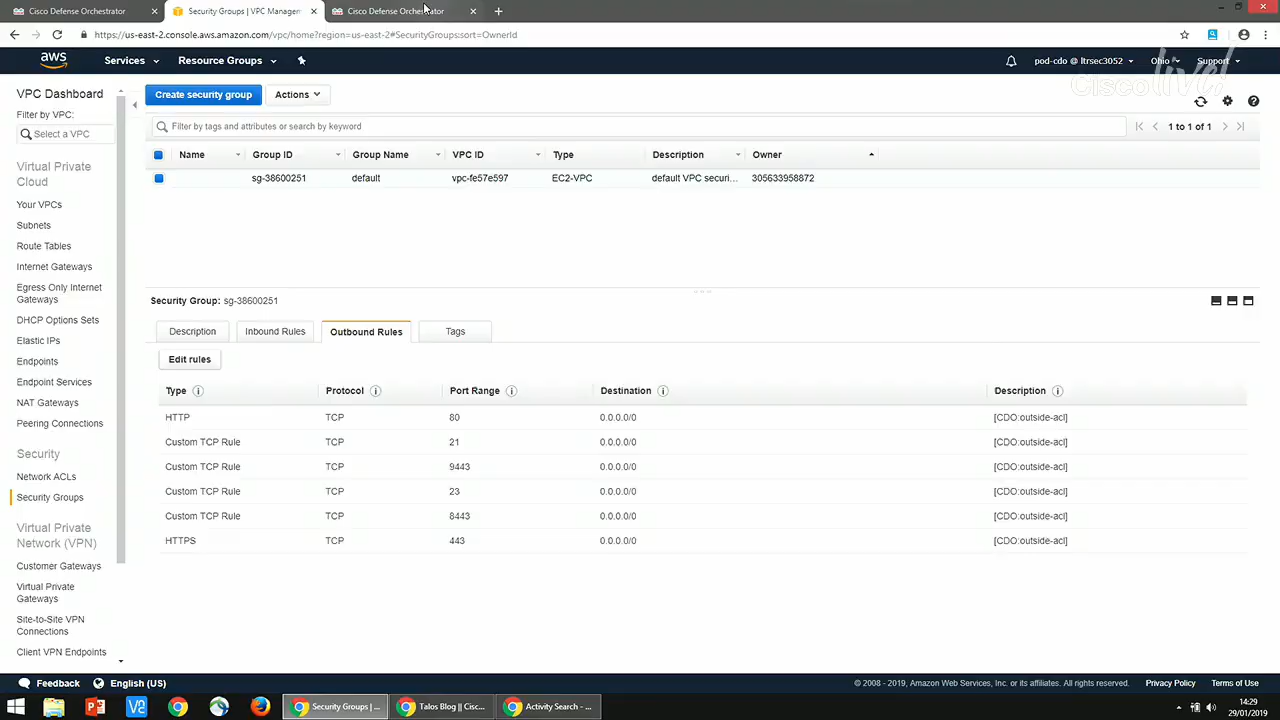 Cisco Defense Orchestrator
Security Groups | VPC Managem
Cisco Defense Orchestrator
https://us-east-2.console.aws.amazon.com/vpc/home?region=us-east-2#SecurityGroups:sort=OwnerId
aws Services Resource Groups pod-cdo @ ltrsec3052 Ohio Support
Cisco live!
VPC Dashboard
Filter by VPC:
Select a VPC
Virtual Private
Cloud
Your VPCs
Subnets
Route Tables
Internet Gateways
Egress Only Internet
Gateways
DHCP Options Sets
Elastic IPs
Endpoints
Endpoint Services
NAT Gateways
Peering Connections
Security
Network ACLs
Security Groups
Virtual Private
Network (VPN)
Customer Gateways
Virtual Private
Gateways
Site-to-Site VPN
Connections
Client VPN Endpoints
Create security group Actions
Filter by tags and attributes or search by keyword
1 to 1 of 1
Name Group ID Group Name VPC ID Type Description Owner
sg-38600251 default vpc-fe57e597 EC2-VPC default VPC securi... 305633958872
Security Group: sg-38600251
Description Inbound Rules Outbound Rules Tags
Edit rules
Type Protocol Port Range Destination Description
HTTP TCP 80 0.0.0.0/0 [CDO:outside-acl]
Custom TCP Rule TCP 21 0.0.0.0/0 [CDO:outside-acl]
Custom TCP Rule TCP 9443 0.0.0.0/0 [CDO:outside-acl]
Custom TCP Rule TCP 23 0.0.0.0/0 [CDO:outside-acl]
Custom TCP Rule TCP 8443 0.0.0.0/0 [CDO:outside-acl]
HTTPS TCP 443 0.0.0.0/0 [CDO:outside-acl]
Feedback English (US)
© 2008 - 2019, Amazon Web Services, Inc. or its affiliates. All rights reserved. Privacy Policy Terms of Use
Security Groups | ...
Talos Blog || Cisc...
Activity Search - ...
14:29
29/01/2019